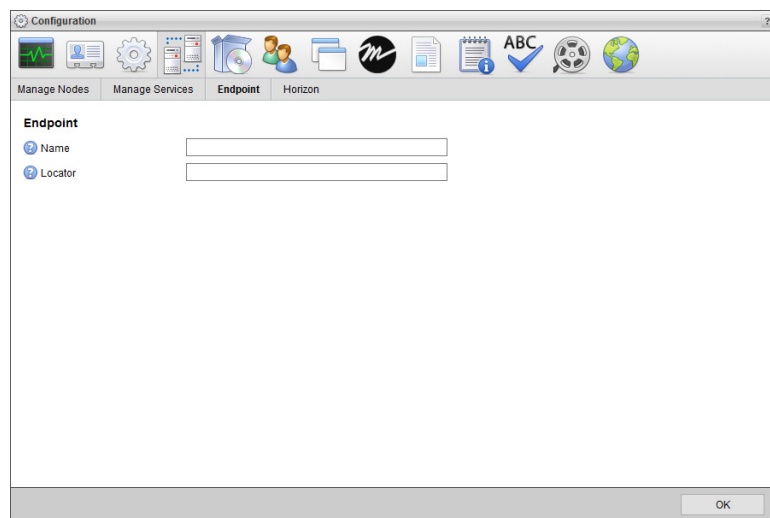 Configuration
?
ABC
Manage Nodes Manage Services Endpoint Horizon
Endpoint
? Name
? Locator
OK